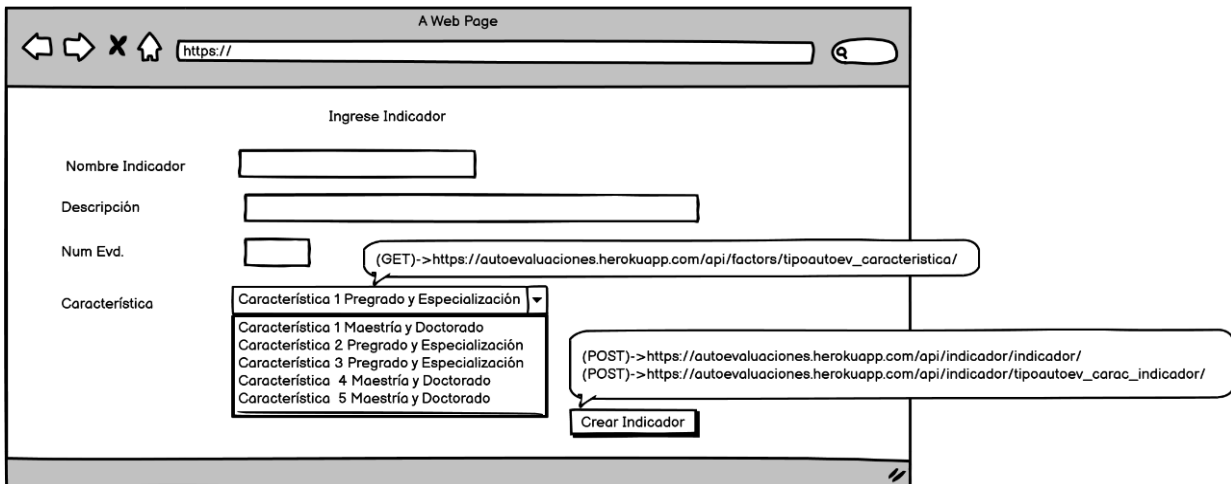 A Web Page
https://
Ingrese Indicador
Nombre Indicador
Descripción
Num Evd.
(GET)->https://autoevaluaciones.herokuapp.com/api/factors/tipoautoev_caracteristica/
Característica
Característica 1 Pregrado y Especialización
Característica 1 Maestría y Doctorado
Característica 2 Pregrado y Especialización
Característica 3 Pregrado y Especialización
Característica 4 Maestría y Doctorado
Característica 5 Maestría y Doctorado
(POST)->https://autoevaluaciones.herokuapp.com/api/indicador/indicador/
(POST)->https://autoevaluaciones.herokuapp.com/api/indicador/tipoautoev_carac_indicador/
Crear Indicador